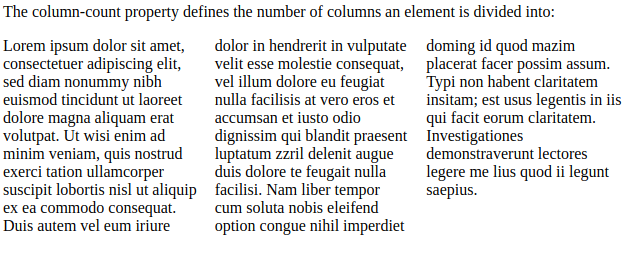 The column-count property defines the number of columns an element is divided into:
Lorem ipsum dolor sit amet,
consectetuer adipiscing elit,
sed diam nonummy nibh
euismod tincidunt ut laoreet
dolore magna aliquam erat
volutpat. Ut wisi enim ad
minim veniam, quis nostrud
exerci tation ullamcorper
suscipit lobortis nisl ut aliquip
ex ea commodo consequat.
Duis autem vel eum iriure
dolor in hendrerit in vulputate
velit esse molestie consequat,
vel illum dolore eu feugiat
nulla facilisis at vero eros et
accumsan et iusto odio
dignissim qui blandit praesent
luptatum zzril delenit augue
duis dolore te feugait nulla
facilisi. Nam liber tempor
cum soluta nobis eleifend
option congue nihil imperdiet
doming id quod mazim
placerat facer possim assum.
Typi non habent claritatem
insitam; est usus legentis in iis
qui facit eorum claritatem.
Investigationes
demonstraverunt lectores
legere me lius quod ii legunt
saepius.